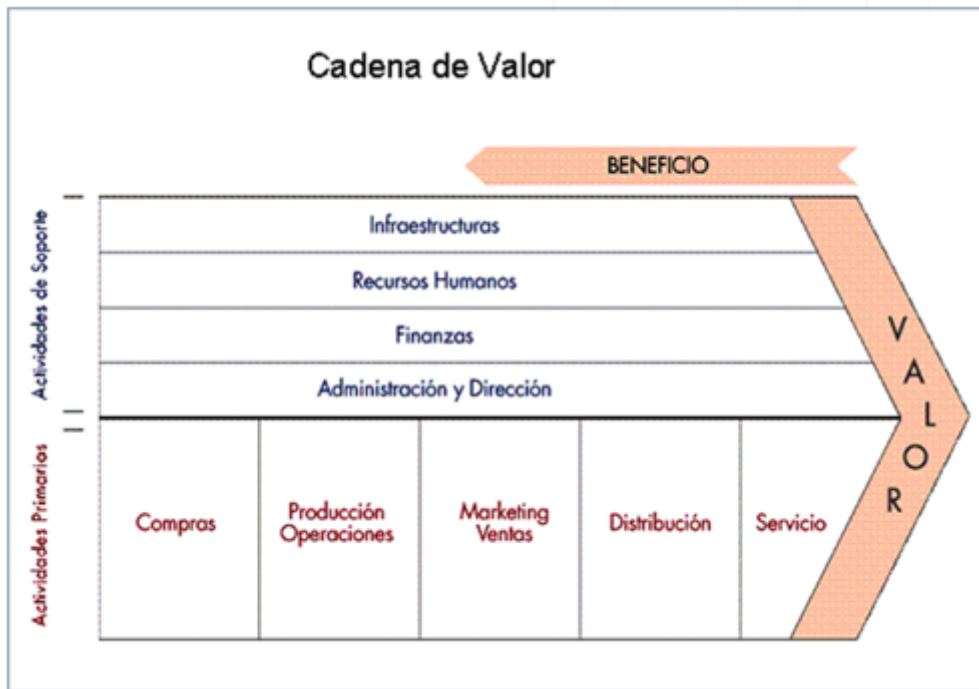 Cadena de Valor
BENEFICIO
Actividades de Soporte
Infraestructuras
Recursos Humanos
Finanzas
Administración y Dirección
Actividades Primarias
Compras
Producción
Operaciones
Marketing
Ventas
Distribución
Servicio
VALOR